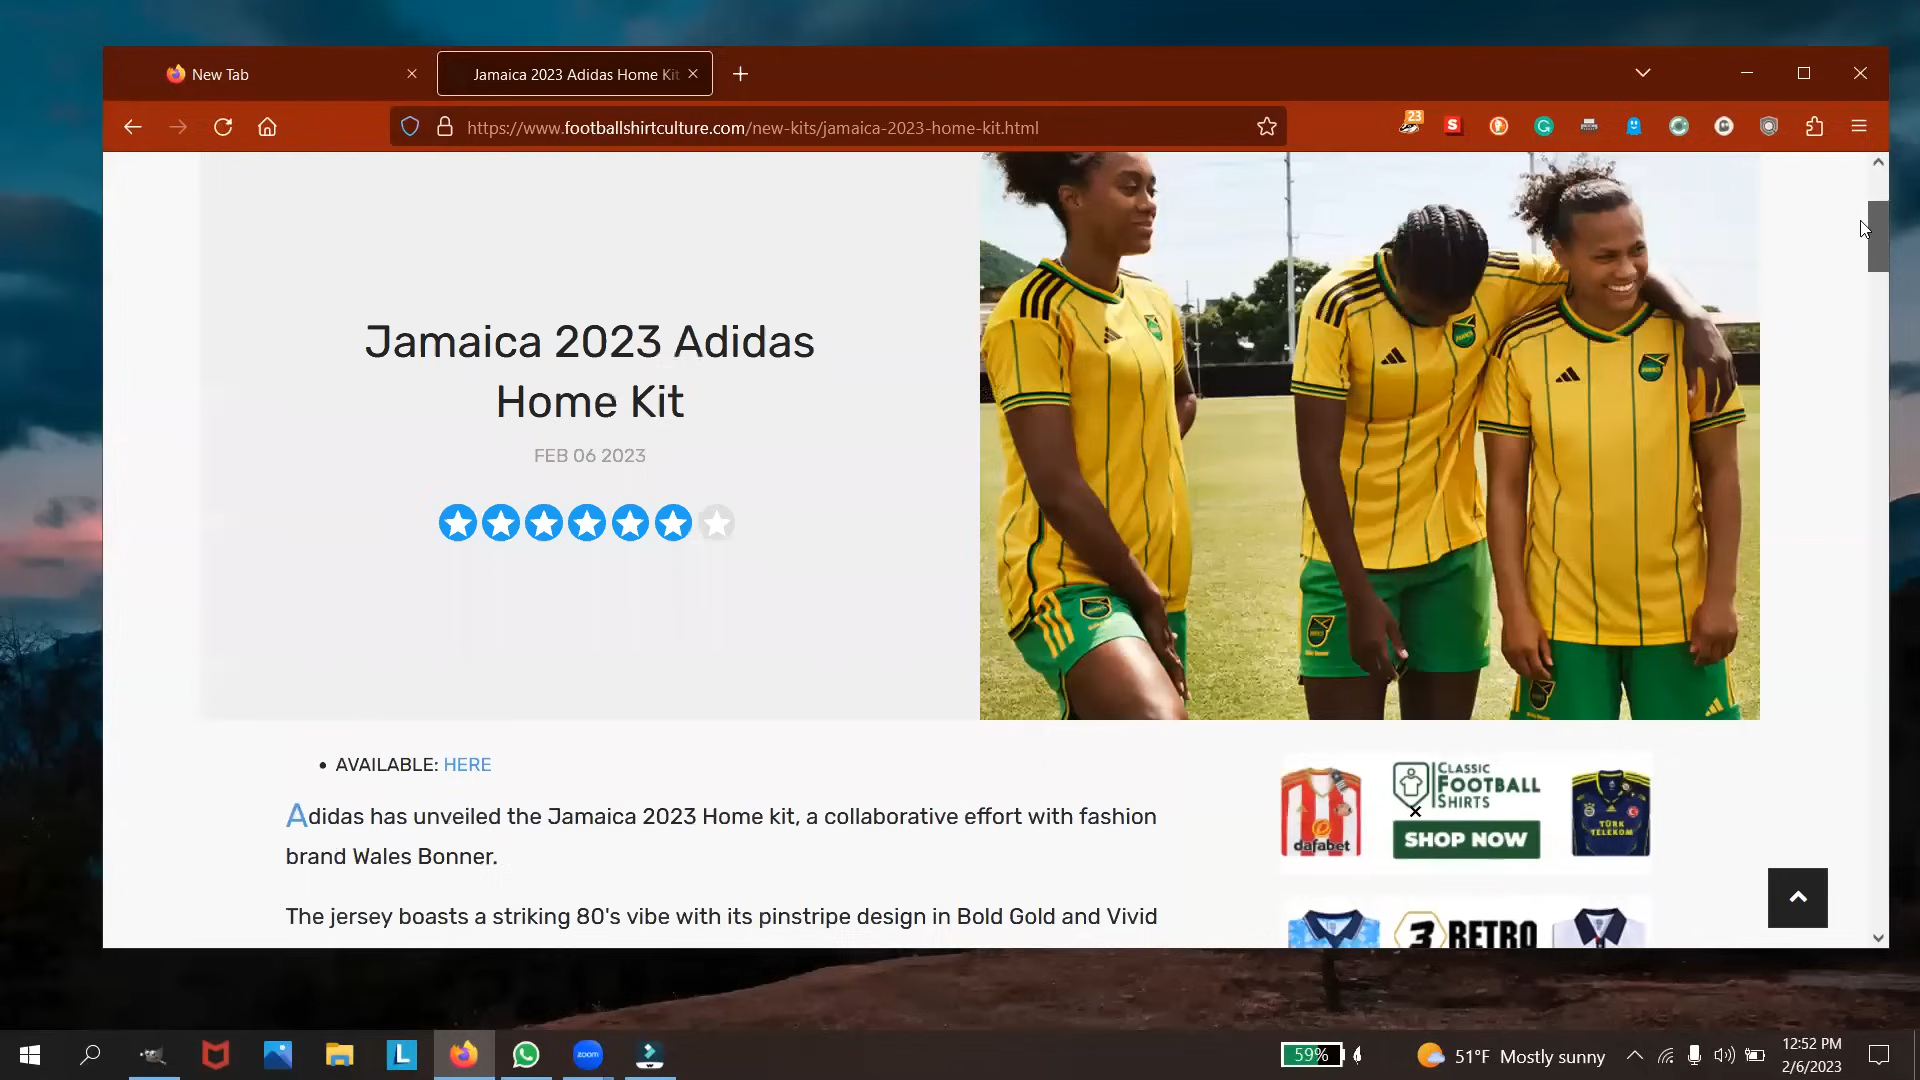 New Tab
Jamaica 2023 Adidas Home Kit
https://www.footballshirtculture.com/new-kits/jamaica-2023-home-kit.html
23
Jamaica 2023 Adidas
Home Kit
FEB 06 2023
AVAILABLE: HERE
Adidas has unveiled the Jamaica 2023 Home kit, a collaborative effort with fashion
brand Wales Bonner.
The jersey boasts a striking 80's vibe with its pinstripe design in Bold Gold and Vivid
CLASSIC
FOOTBALL
SHIRTS
SHOP NOW
dafabet
TÜRK
TELEKOM
3 RETRO
zoom
59%
51°F Mostly sunny
12:52 PM
2/6/2023